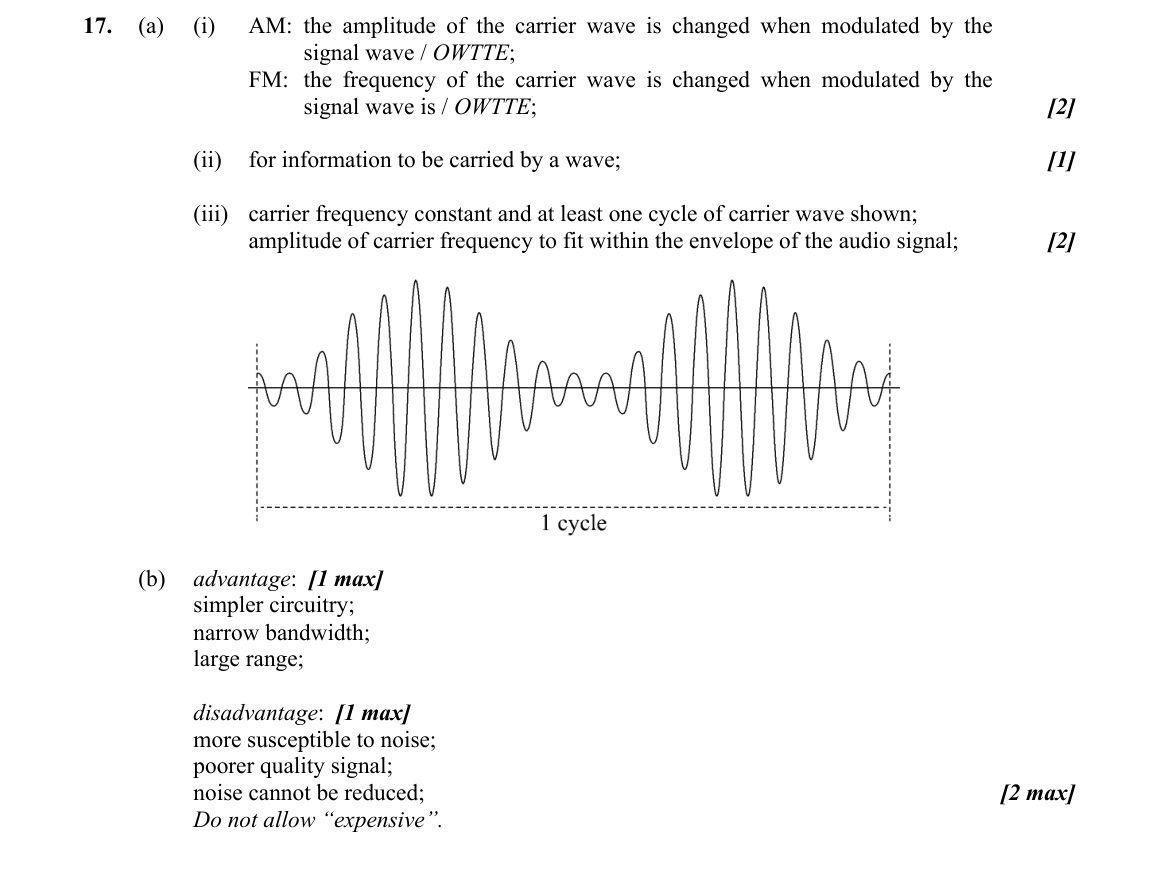 17. (a) (i) AM: the amplitude of the carrier wave is changed when modulated by the
signal wave / OWTTE;
FM: the frequency of the carrier wave is changed when modulated by the
signal wave is / OWTTE; [2]
(ii) for information to be carried by a wave; [1]
(iii) carrier frequency constant and at least one cycle of carrier wave shown;
amplitude of carrier frequency to fit within the envelope of the audio signal; [2]
1 cycle
(b) advantage: [1 max]
simpler circuitry;
narrow bandwidth;
large range;
disadvantage: [1 max]
more susceptible to noise;
poorer quality signal;
noise cannot be reduced; [2 max]
Do not allow “expensive”.